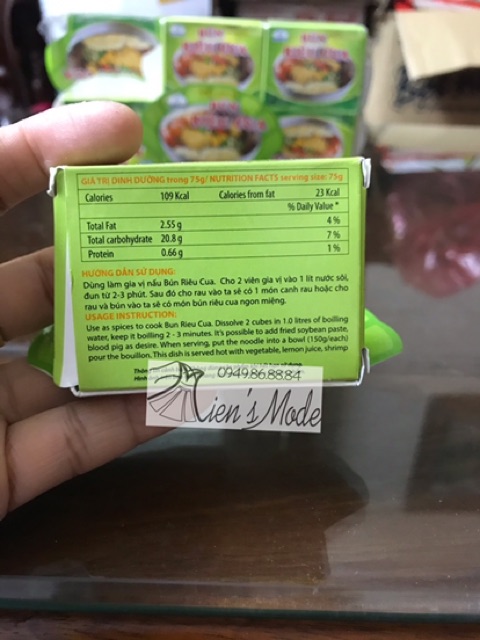 GIÁ TRỊ DINH DƯỠNG trong 75g/ NUTRITION FACTS serving size: 75g
Calories 109 Kcal Calories from fat 23 Kcal
% Daily Value *
Total Fat 2.55 g 4 %
Total carbohydrate 20.8 g 7 %
Protein 0.66 g 1 %
HƯỚNG DẪN SỬ DỤNG:
Dùng làm gia vị nấu Bún Riêu Cua. Cho 2 viên gia vị vào 1 lít nước sôi,
đun từ 2-3 phút. Sau đó cho rau vào ta sẽ có 1 món canh rau hoặc cho
rau và bún vào ta sẽ có món bún riêu cua ngon miệng.
USAGE INSTRUCTION:
Use as spices to cook Bun Rieu Cua. Dissolve 2 cubes in 1.0 litres of boilling
water, keep it boilling 2 - 3 minutes. It's possible to add fried soybean paste,
blood pig as desire. When serving, put the noodle into a bowl (150g/each)
pour the bouillon. This dish is served hot with vegetable, lemon juice, shrimp
0949.86.88.84
Lien's Mode